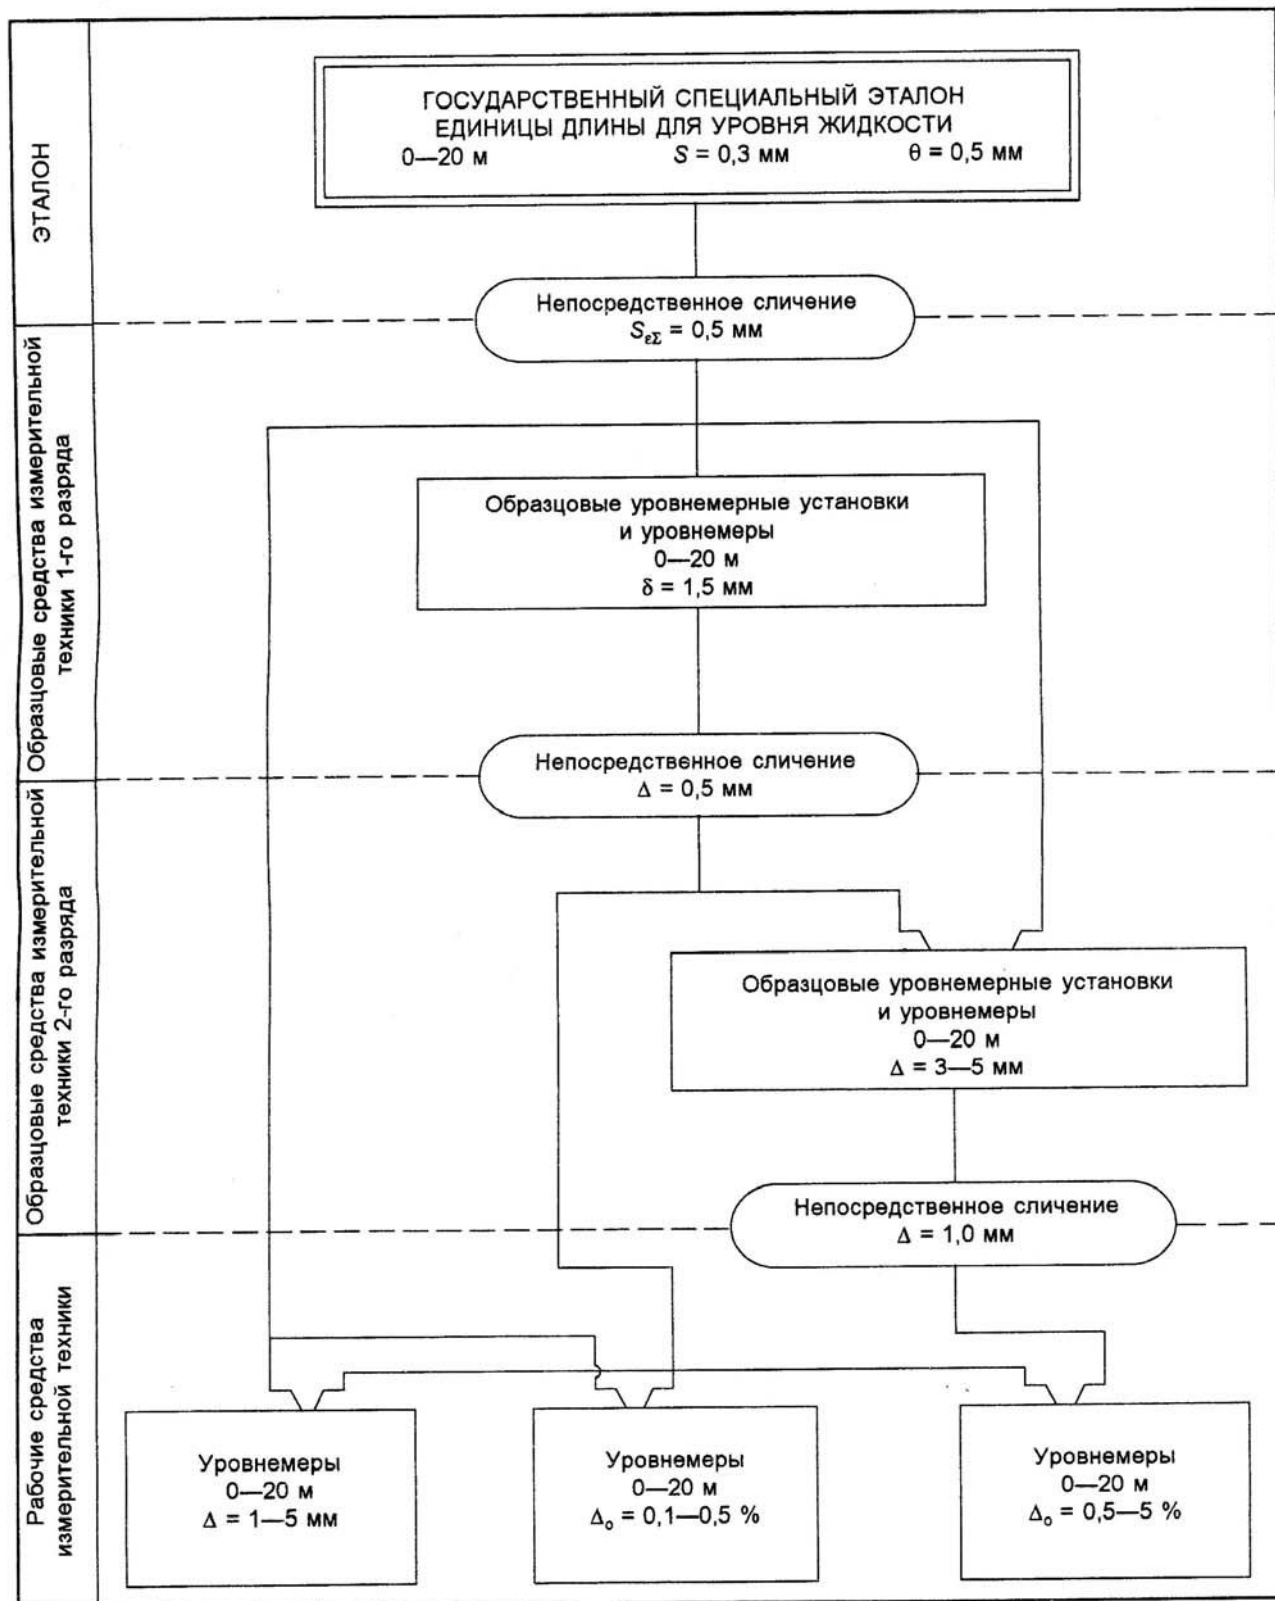 ЭТАЛОН
ГОСУДАРСТВЕННЫЙ СПЕЦИАЛЬНЫЙ ЭТАЛОН
ЕДИНИЦЫ ДЛИНЫ ДЛЯ УРОВНЯ ЖИДКОСТИ
0—20 м S = 0,3 мм θ = 0,5 мм
Непосредственное сличение
S_εΣ = 0,5 мм
Образцовые средства измерительной
техники 1-го разряда
Образцовые уровнемерные установки
и уровнемеры
0—20 м
δ = 1,5 мм
Непосредственное сличение
Δ = 0,5 мм
Образцовые средства измерительной
техники 2-го разряда
Образцовые уровнемерные установки
и уровнемеры
0—20 м
Δ = 3—5 мм
Непосредственное сличение
Δ = 1,0 мм
Рабочие средства
измерительной техники
Уровнемеры
0—20 м
Δ = 1—5 мм
Уровнемеры
0—20 м
Δ₀ = 0,1—0,5 %
Уровнемеры
0—20 м
Δ₀ = 0,5—5 %